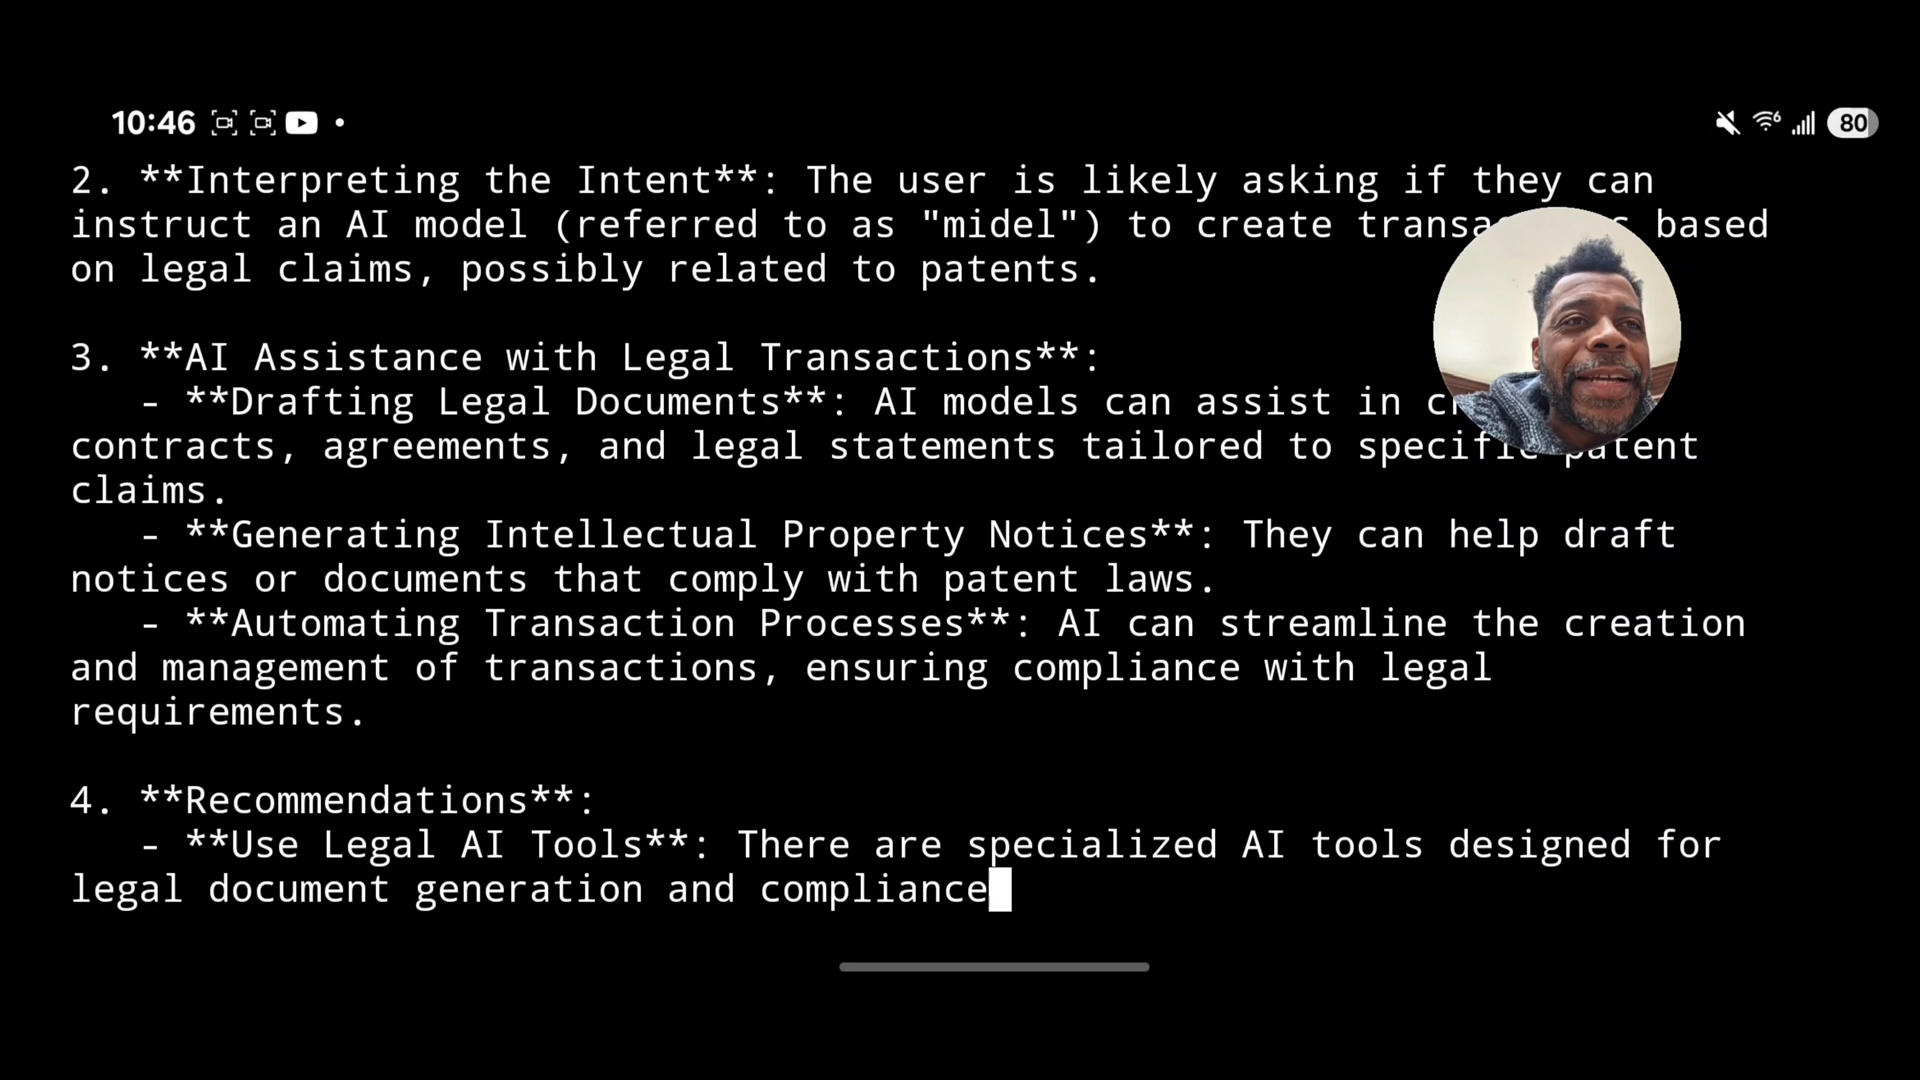 10:46
80
2. **Interpreting the Intent**: The user is likely asking if they can
instruct an AI model (referred to as "midel") to create based
on legal claims, possibly related to patents.
3. **AI Assistance with Legal Transactions**:
- **Drafting Legal Documents**: AI models can assist in
contracts, agreements, and legal statements tailored to specific patent
claims.
- **Generating Intellectual Property Notices**: They can help draft
notices or documents that comply with patent laws.
- **Automating Transaction Processes**: AI can streamline the creation
and management of transactions, ensuring compliance with legal
requirements.
4. **Recommendations**:
- **Use Legal AI Tools**: There are specialized AI tools designed for
legal document generation and compliance